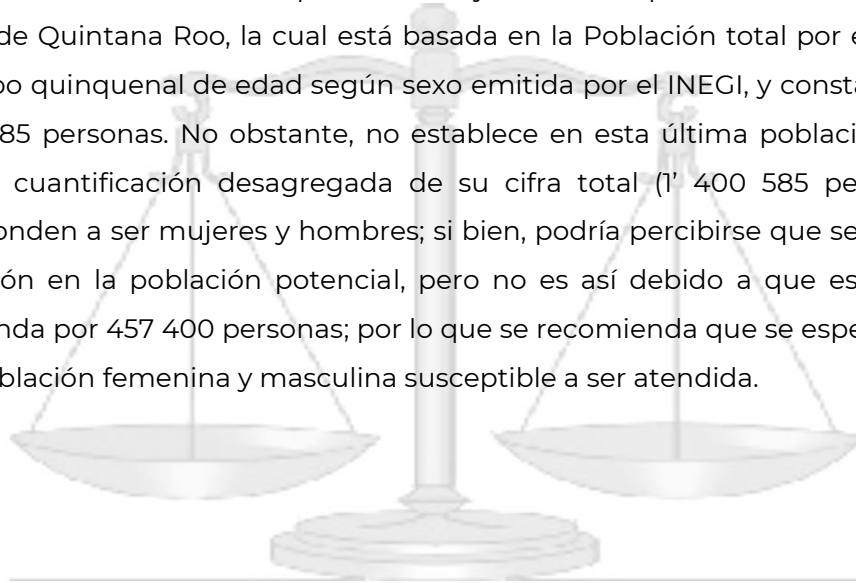 de Quintana Roo, la cual está basada en la Población total por e
po quinquenal de edad según sexo emitida por el INEGI, y consta
85 personas. No obstante, no establece en esta última poblaci
cuantificación desagregada de su cifra total (1’ 400 585 pe
onden a ser mujeres y hombres; si bien, podría percibirse que se
ón en la población potencial, pero no es así debido a que es
nda por 457 400 personas; por lo que se recomienda que se espe
blación femenina y masculina susceptible a ser atendida.